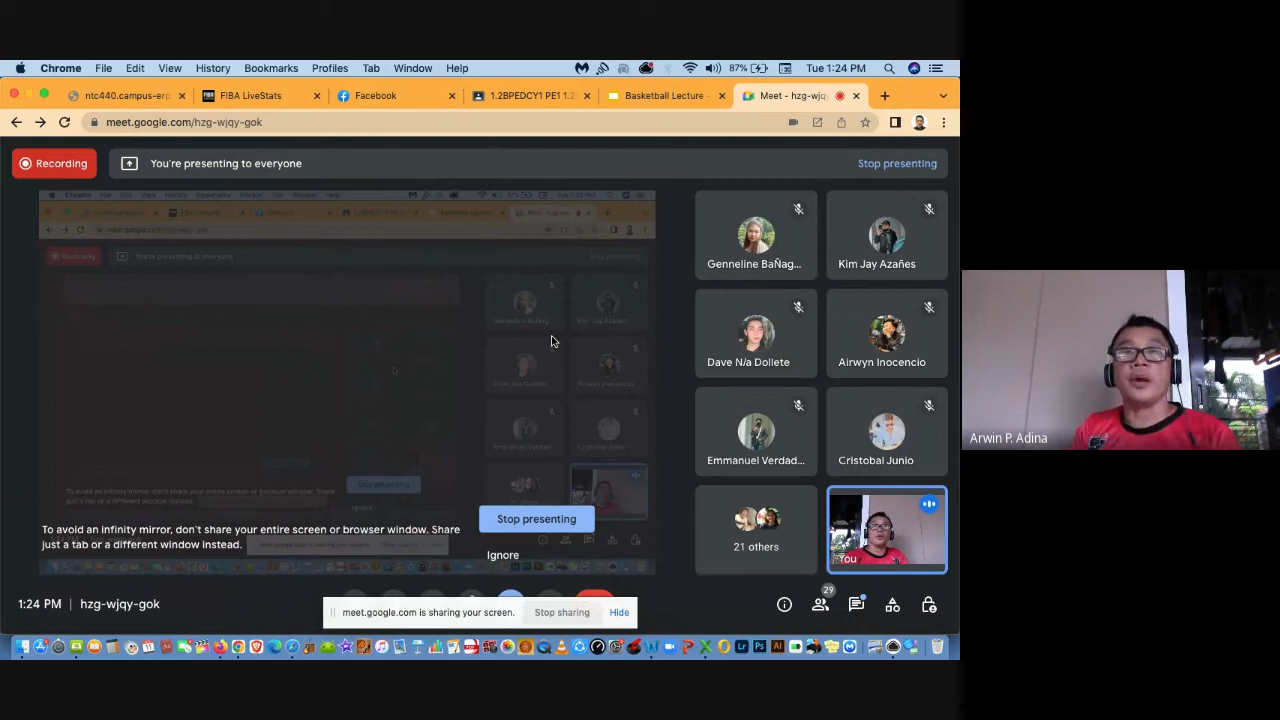 Chrome File Edit View History Bookmarks Profiles Tab Window Help 87% Tue 1:24 PM
ntc440.campus-erp FIBA LiveStats Facebook 1.2BPEDCY1 PE1 1.2 Basketball Lecture - Meet - hzg-wjqy
meet.google.com/hzg-wjqy-gok
Recording You're presenting to everyone Stop presenting
Genneline BaÑag... Kim Jay Azañes
Dave N/a Dollete Airwyn Inocencio
Emmanuel Verdad... Cristobal Junio
Arwin P. Adina
To avoid an infinity mirror, don't share your entire screen or browser window. Share
just a tab or a different window instead.
Stop presenting
Ignore
21 others You
1:24 PM | hzg-wjqy-gok
meet.google.com is sharing your screen. Stop sharing Hide
29